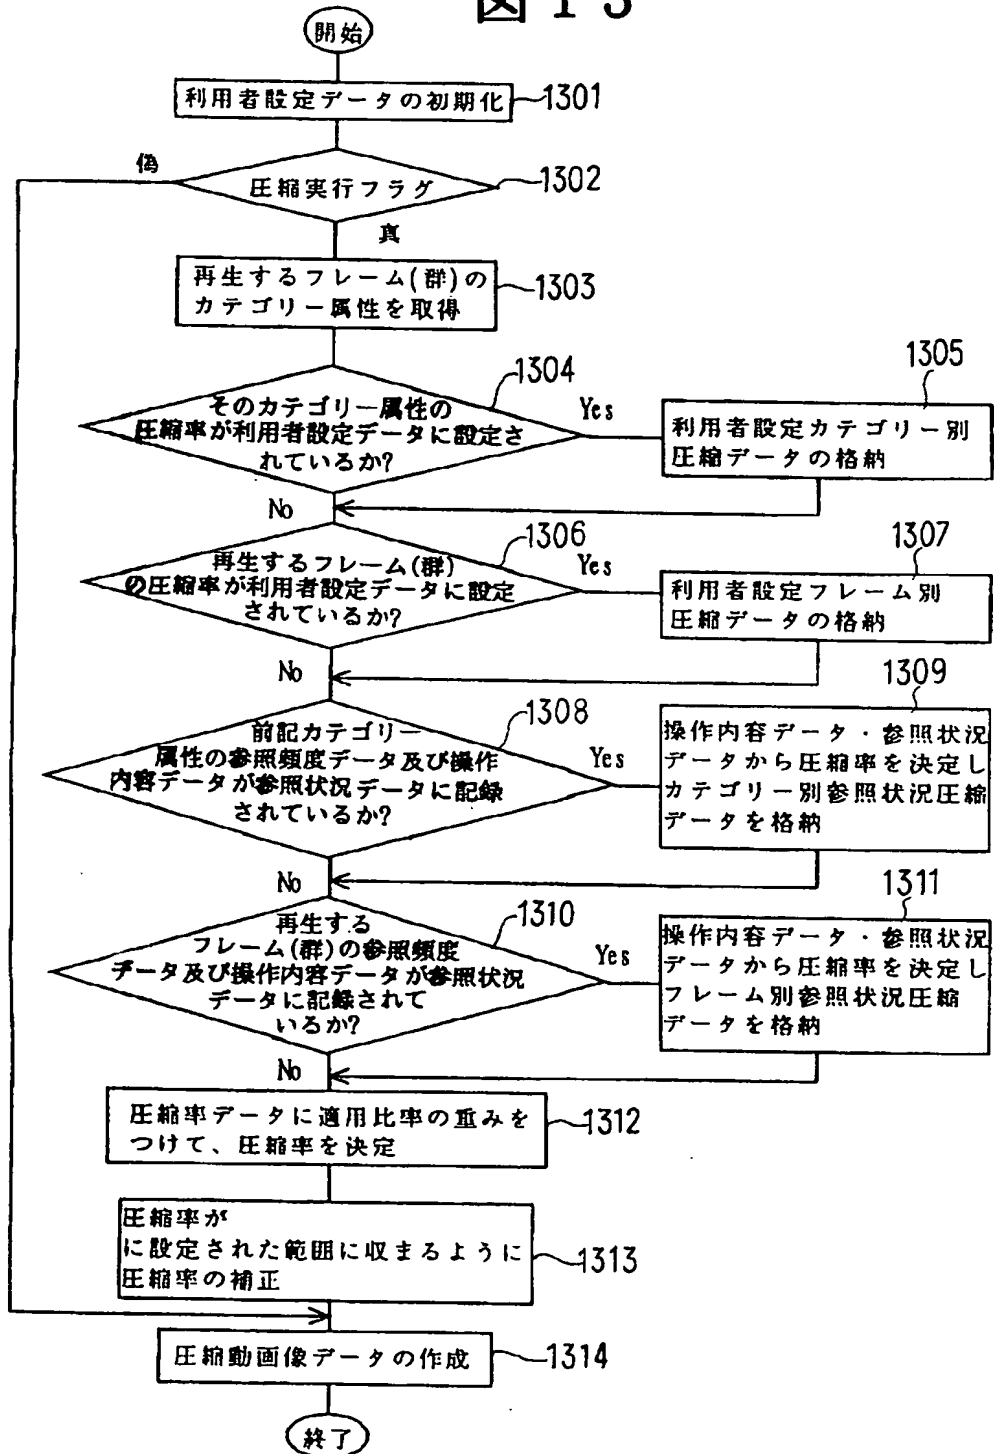 図13
開始
利用者設定データの初期化
1301
偽
圧縮実行フラグ
1302
真
再生するフレーム(群)の
カテゴリー属性を取得
1303
1304
そのカテゴリー属性の
圧縮率が利用者設定データに設定さ
れているか?
Yes
1305
利用者設定カテゴリー別
圧縮データの格納
No
1306
再生するフレーム(群)
の圧縮率が利用者設定データに設定
されているか?
Yes
1307
利用者設定フレーム別
圧縮データの格納
No
1308
前記カテゴリー
属性の参照頻度データ及び操作
内容データが参照状況データに記録
されているか?
Yes
1309
操作内容データ・参照状況
データから圧縮率を決定し
カテゴリー別参照状況圧縮
データを格納
No
1310
再生する
フレーム(群)の参照頻度
データ及び操作内容データが参照状況
データに記録されて
いるか?
Yes
1311
操作内容データ・参照状況
データから圧縮率を決定し
フレーム別参照状況圧縮
データを格納
No
圧縮率データに適用比率の重みを
つけて、圧縮率を決定
1312
圧縮率が
に設定された範囲に収まるように
圧縮率の補正
1313
圧縮動画像データの作成
1314
終了